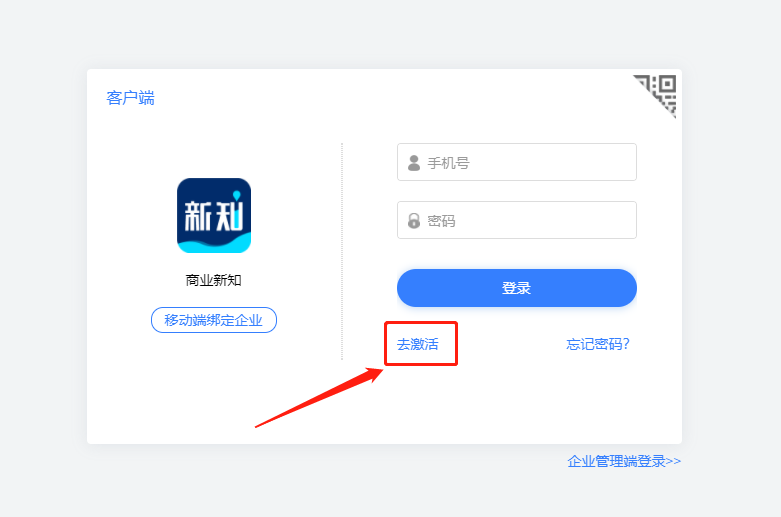 客户端
新知
商业新知
移动端绑定企业
手机号
密码
登录
去激活
忘记密码?
企业管理端登录>>